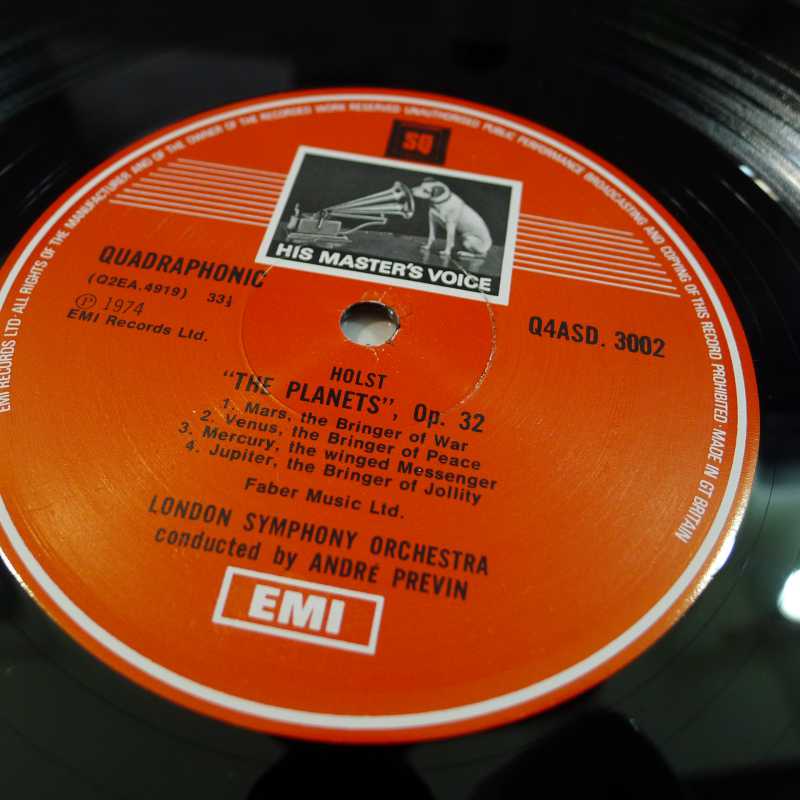 EMI RECORDS LTD·ALL RIGHTS OF THE MANUFACTURER AND OF THE OWNER OF THE RECORDED WORK RESERVED UNAUTHORISED PUBLIC PERFORMANCE BROADCASTING AND COPYING OF THIS RECORD PROHIBITED·MADE IN GT BRITAIN
SQ
HIS MASTER'S VOICE
QUADRAPHONIC
(Q2EA.4919) 33⅓
Ⓟ 1974
EMI Records Ltd.
Q4ASD. 3002
HOLST
"THE PLANETS", Op. 32
1. Mars, the Bringer of War
2. Venus, the Bringer of Peace
3. Mercury, the winged Messenger
4. Jupiter, the Bringer of Jollity
Faber Music Ltd.
LONDON SYMPHONY ORCHESTRA
conducted by ANDRÉ PREVIN
EMI